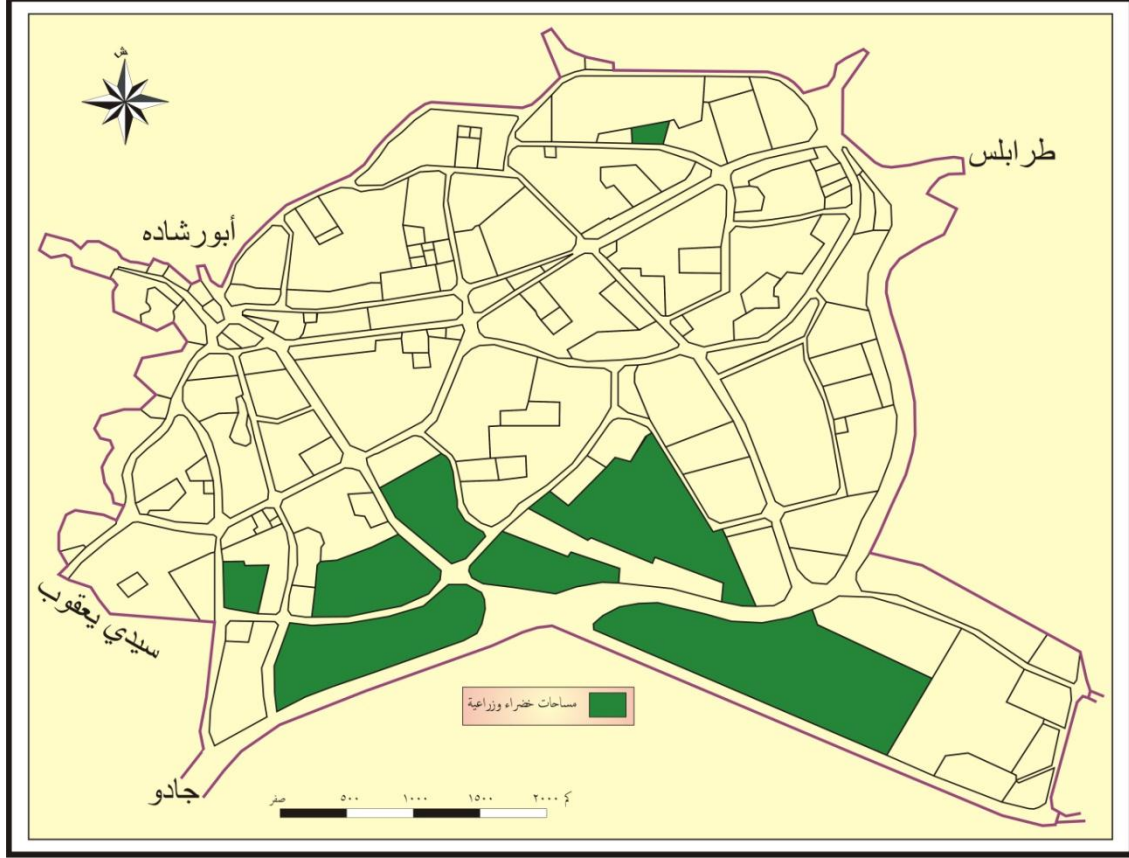 ش
طرابلس
أبورشاده
سيدي يعقوب
مساحات خضراء وزراعية
جادو
صفر ٥٠٠ ١٠٠٠ ١٥٠٠ ٢٠٠٠ كم